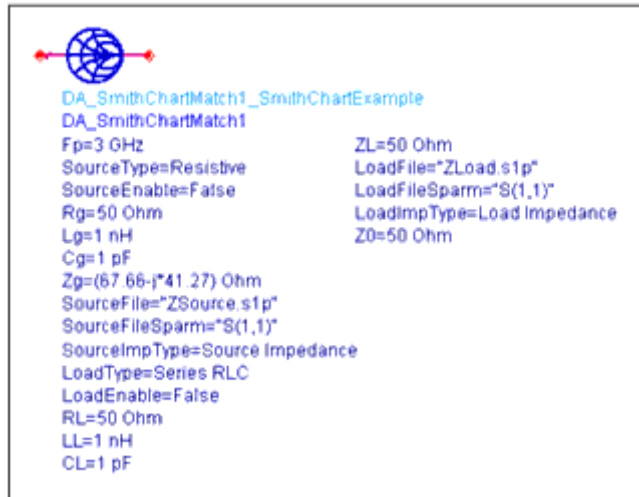 DA_SmithChartMatch1_SmithChartExample
DA_SmithChartMatch1
Fp=3 GHz
SourceType=Resistive
SourceEnable=False
Rg=50 Ohm
Lg=1 nH
Cg=1 pF
Zg=(67.66-j*41.27) Ohm
SourceFile="ZSource.s1p"
SourceFileSparm="S(1,1)"
SourceImpType=Source Impedance
LoadType=Series RLC
LoadEnable=False
RL=50 Ohm
LL=1 nH
CL=1 pF
ZL=50 Ohm
LoadFile="ZLoad.s1p"
LoadFileSparm="S(1,1)"
LoadImpType=Load Impedance
Z0=50 Ohm